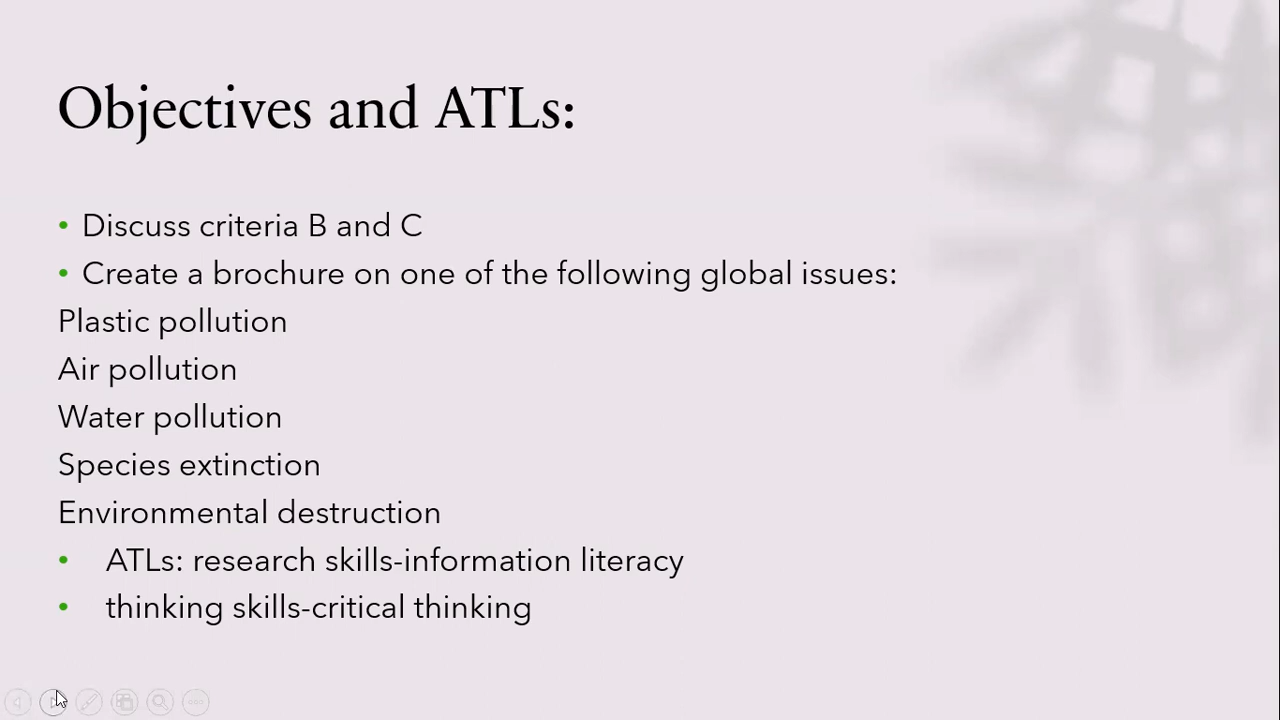 Objectives and ATLs:
• Discuss criteria B and C
• Create a brochure on one of the following global issues:
Plastic pollution
Air pollution
Water pollution
Species extinction
Environmental destruction
• ATLs: research skills-information literacy
• thinking skills-critical thinking